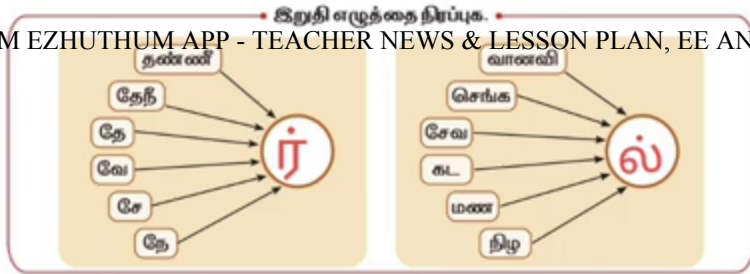 இறுதி எழுத்தை நிரப்புக.
M EZHUTHUM APP - TEACHER NEWS & LESSON PLAN, EE AN
தண்ணீ
தேநீ
தே
வே
சே
நே
ர்
வானவி
செங்க
சேவ
கட
மண
நிழ
ல்